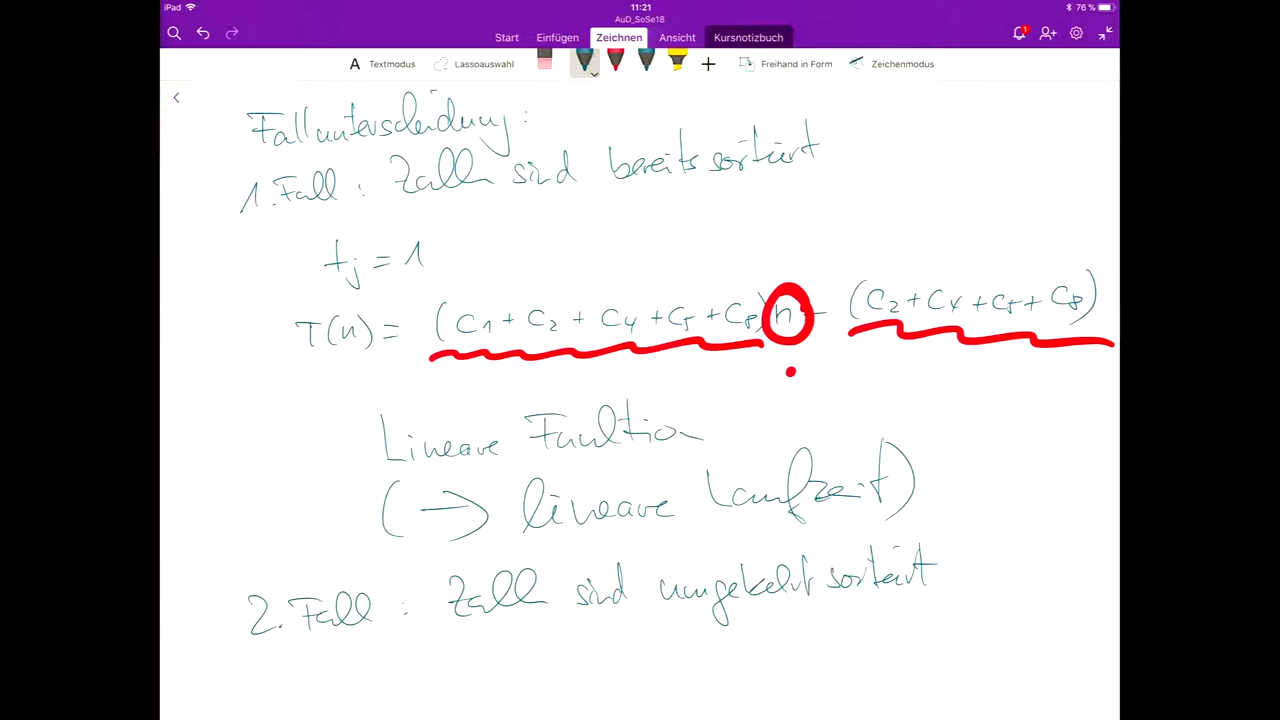 iPad 11:21 76 %
AuD_SoSe18
Start Einfügen Zeichnen Ansicht Kursnotizbuch 1
A Textmodus Lassoauswahl + Freihand in Form Zeichenmodus
Fallunterscheidung:
1. Fall : Zahlen sind bereits sortiert
tj = 1
T(n) = (C1 + C2 + C4 + C5 + C8) n - (C2 + C4 + C5 + C8)
Lineare Funktion
(→ lineare Laufzeit)
2. Fall : Zahlen sind umgekehrt sortiert